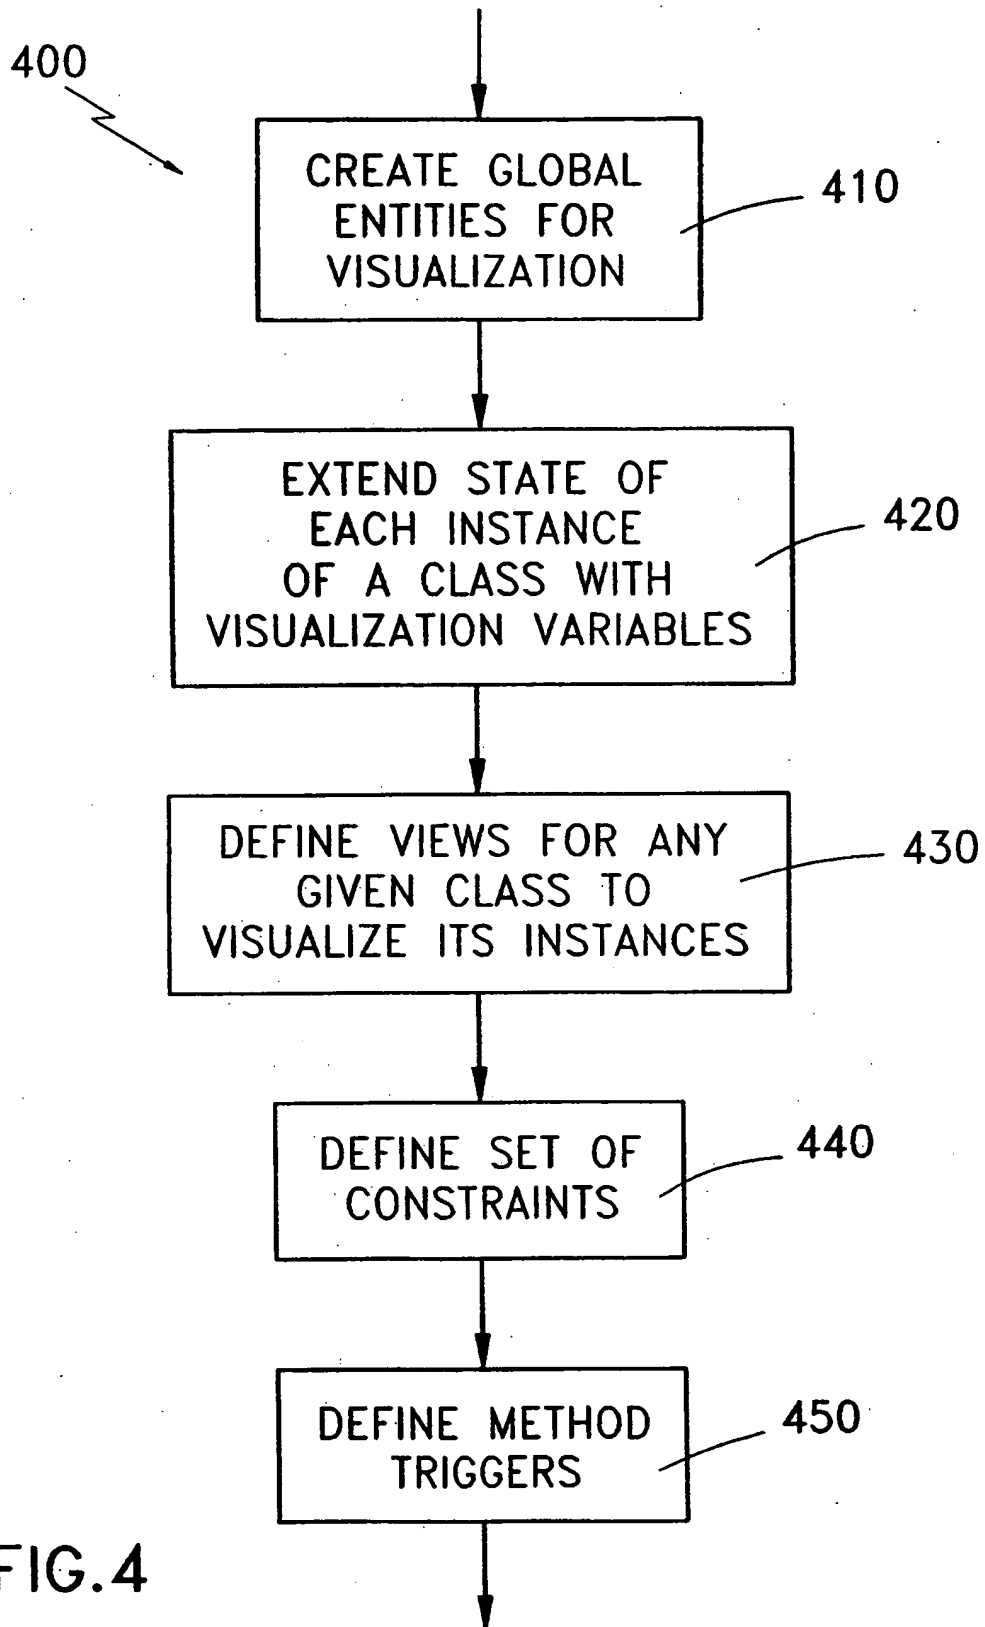 400
CREATE GLOBAL
ENTITIES FOR
VISUALIZATION
410
EXTEND STATE OF
EACH INSTANCE
OF A CLASS WITH
VISUALIZATION VARIABLES
420
DEFINE VIEWS FOR ANY
GIVEN CLASS TO
VISUALIZE ITS INSTANCES
430
DEFINE SET OF
CONSTRAINTS
440
DEFINE METHOD
TRIGGERS
450
FIG.4